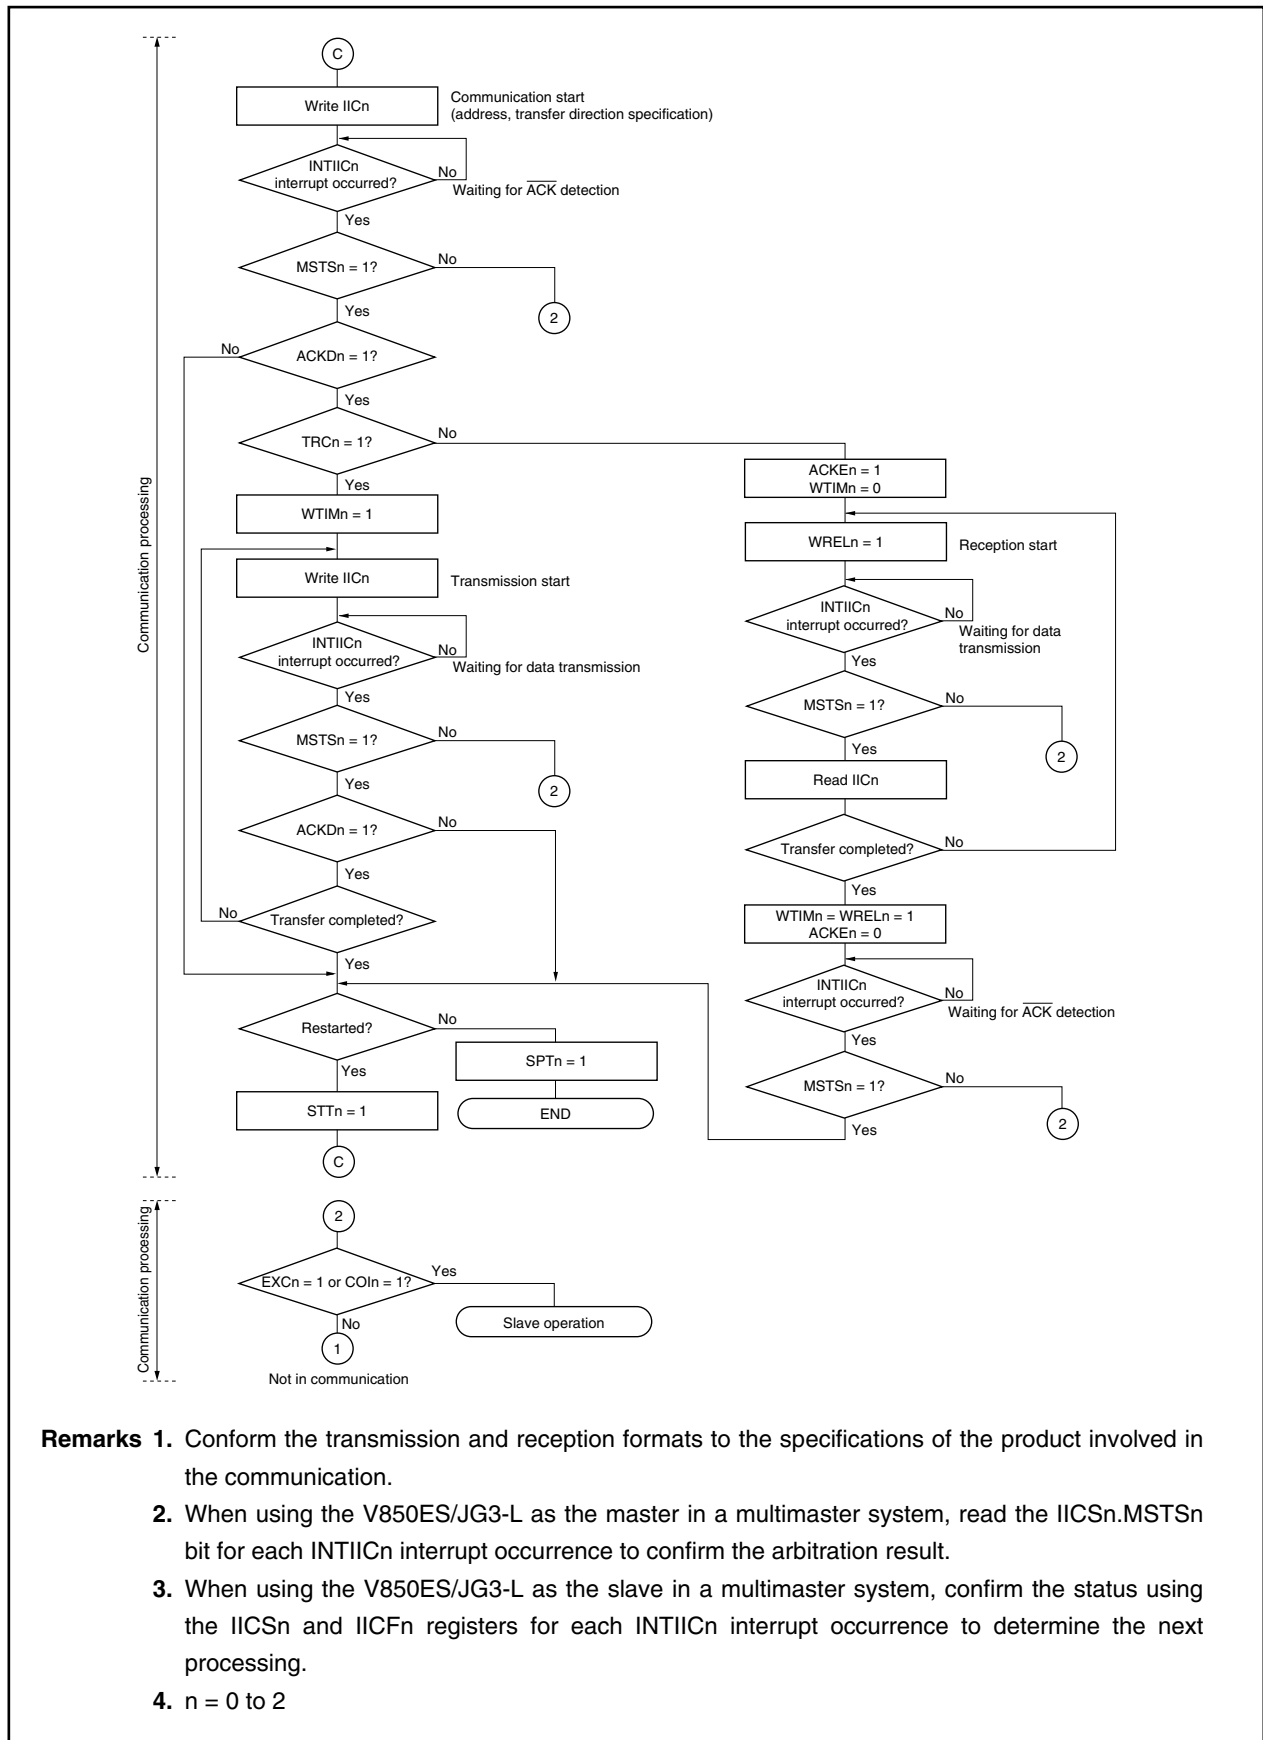 C
Write IICn
Communication start
(address, transfer direction specification)
INTIICn
interrupt occurred?
No
Waiting for ACK detection
Yes
MSTSn = 1?
No
2
Yes
ACKDn = 1?
No
Yes
TRCn = 1?
No
Yes
WTIMn = 1
Write IICn
Transmission start
INTIICn
interrupt occurred?
No
Waiting for data transmission
Yes
MSTSn = 1?
No
2
Yes
ACKDn = 1?
No
Yes
Transfer completed?
No
Yes
Restarted?
No
SPTn = 1
END
Yes
STTn = 1
C
ACKEn = 1
WTIMn = 0
WRELn = 1
Reception start
INTIICn
interrupt occurred?
No
Waiting for data
transmission
Yes
MSTSn = 1?
No
2
Yes
Read IICn
Transfer completed?
No
Yes
WTIMn = WRELn = 1
ACKEn = 0
INTIICn
interrupt occurred?
No
Waiting for ACK detection
Yes
MSTSn = 1?
No
2
Yes
Communication processing
2
EXCn = 1 or COIn = 1?
Yes
Slave operation
No
1
Not in communication
Communication processing
Remarks 1. Conform the transmission and reception formats to the specifications of the product involved in
the communication.
2. When using the V850ES/JG3-L as the master in a multimaster system, read the IICSn.MSTSn
bit for each INTIICn interrupt occurrence to confirm the arbitration result.
3. When using the V850ES/JG3-L as the slave in a multimaster system, confirm the status using
the IICSn and IICFn registers for each INTIICn interrupt occurrence to determine the next
processing.
4. n = 0 to 2